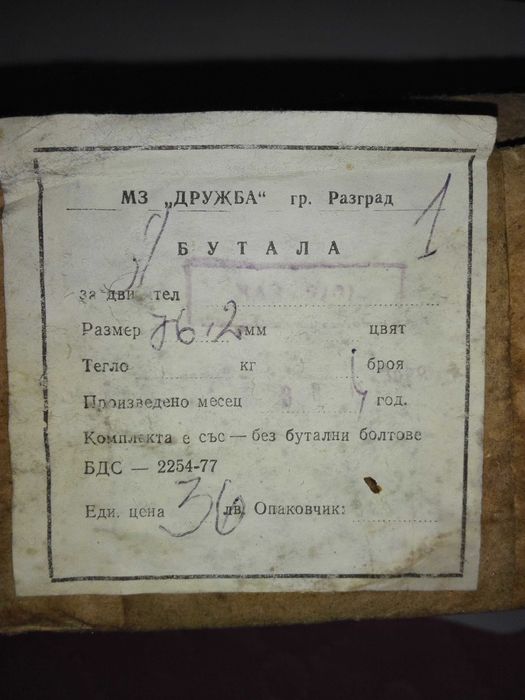 МЗ „ДРУЖБА“ гр. Разград
1
БУТАЛА
за двигател
Размер 76.2 мм цвят
Тегло кг броя
Произведено месец год.
Комплекта е със — без бутални болтове
БДС — 2254-77
Еди. цена 36 лв. Опаковчик: